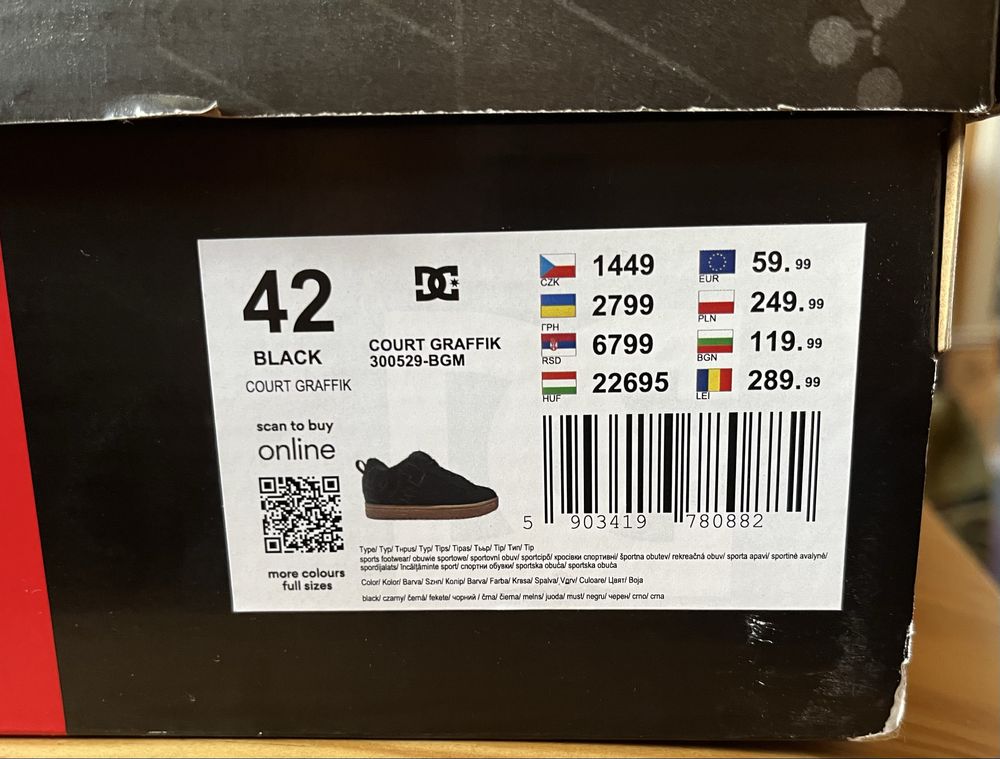 42
BLACK
COURT GRAFFIK
scan to buy
online
more colours
full sizes
DC
COURT GRAFFIK
300529-BGM
CZK 1449
ГРН 2799
RSD 6799
HUF 22695
EUR 59.99
PLN 249.99
BGN 119.99
LEI 289.99
5 903419 780882
Type/ Typ/ Típus/ Typ/ Tips/ Tipas/ Тьыр/ Tip/ Тип/ Tip
sports footwear/ obuwie sportowe/ sportovní obuv/ sportcipő/ кросівки спортивні/ športna obutev/ rekreačná obuv/ sporta apavi/ sportinė avalynė/
spordijalats/ încălțăminte sport/ спортни обувки/ sportska obuća/ sportska obuća
Color/ Kolor/ Barva/ Szín/ Колір/ Barva/ Farba/ Krasa/ Spalva/ Värv/ Culoare/ Цвят/ Boja
black/ czarny/ černá/ fekete/ чорний / črna/ čierna/ melns/ juoda/ must/ negru/ черен/ crno/ crna